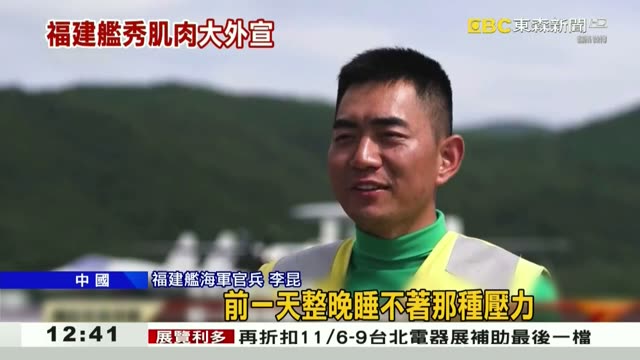 福建艦秀肌肉大外宣
EBC東森新聞
中國
福建艦海軍官兵 李昆
前一天整晚睡不著那種壓力
12:41
展覽利多
再折扣11/6-9台北電器展補助最後一檔